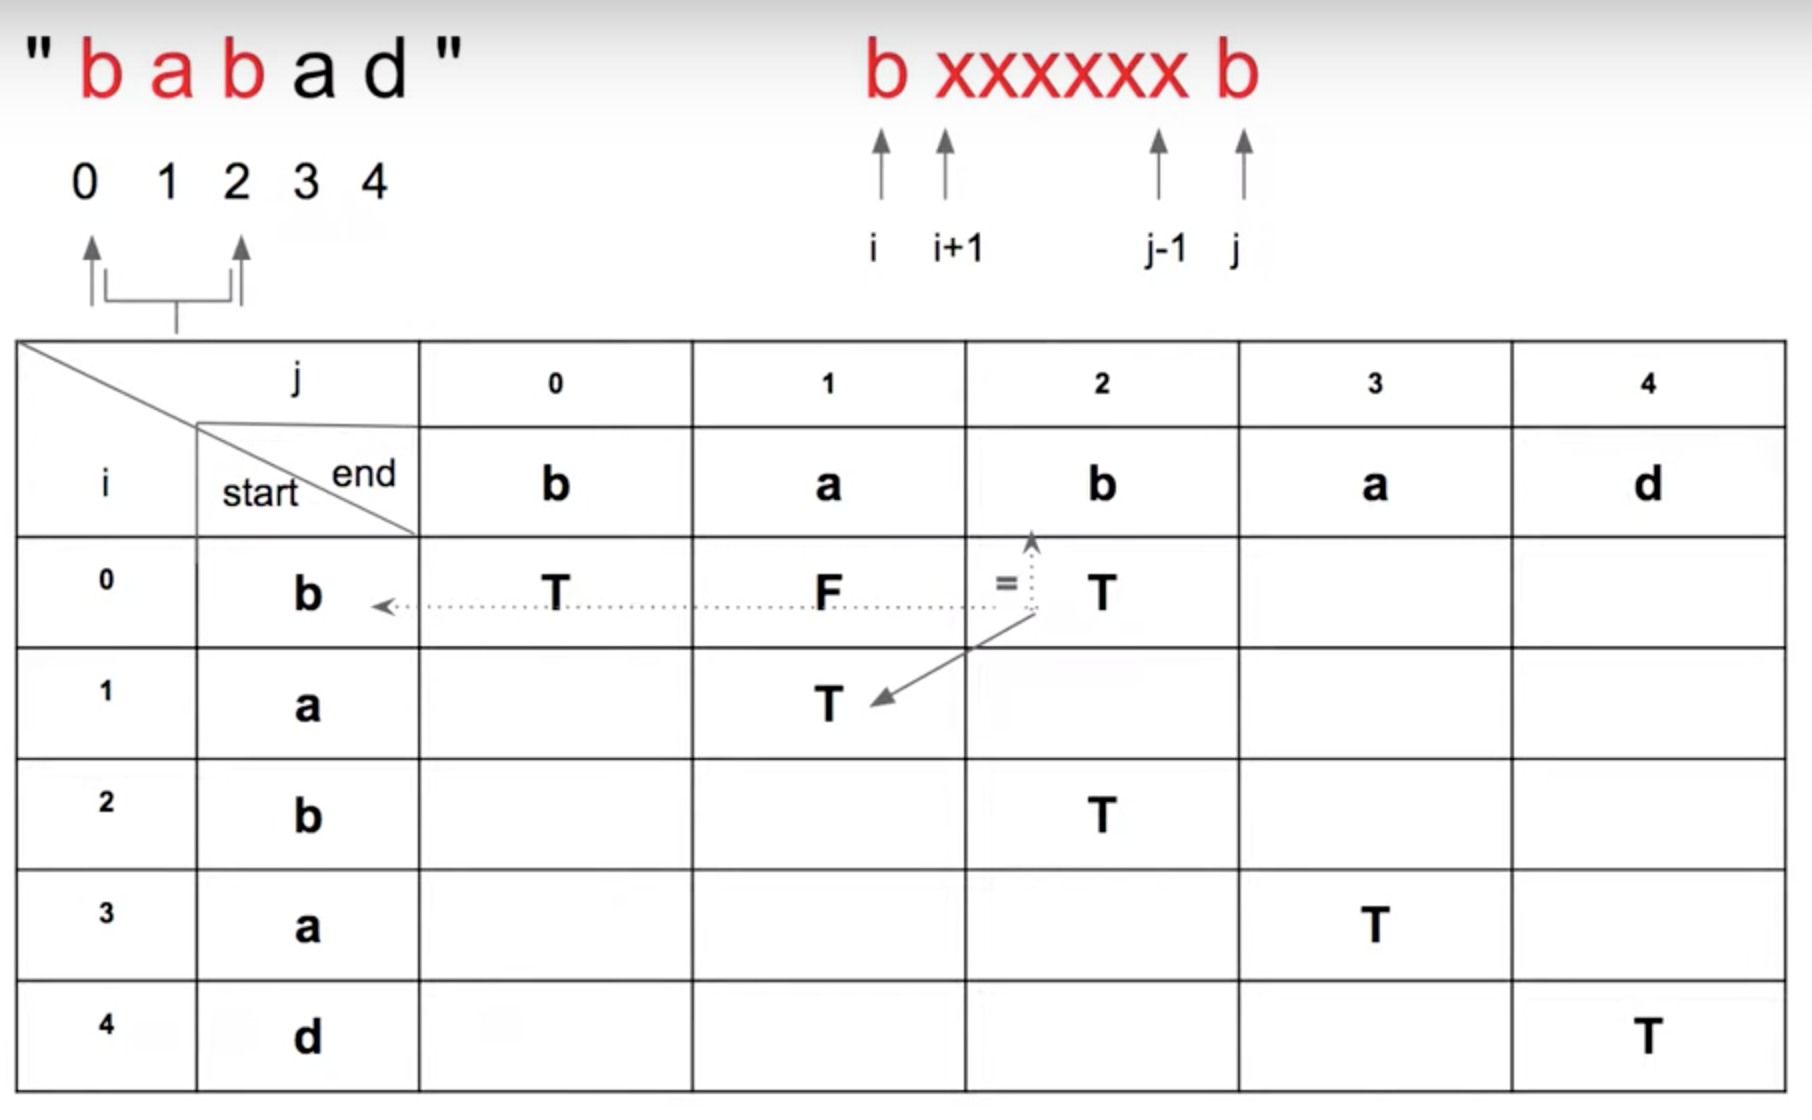 " b a b a d "
b xxxxxx b
0 1 2 3 4
i i+1 j-1 j
j 0 1 2 3 4
i start end b a b a d
0 b T F = T
1 a T
2 b T
3 a T
4 d T